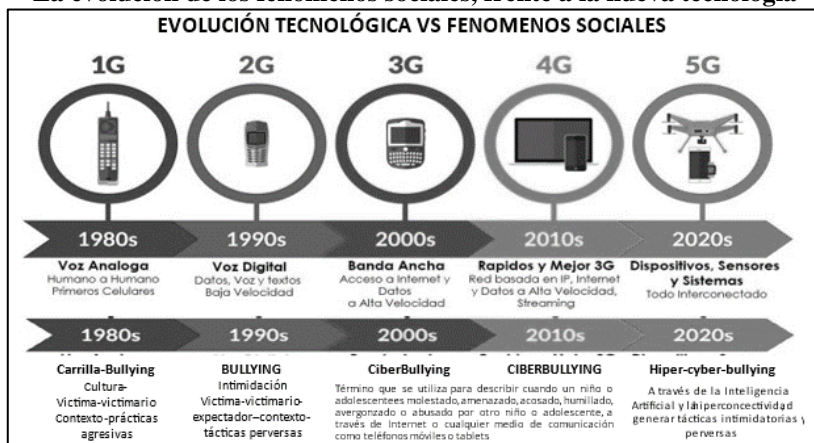 La evolución de los fenómenos sociales, frente a la nueva tecnología
EVOLUCIÓN TECNOLÓGICA VS FENOMENOS SOCIALES
1G 2G 3G 4G 5G
1980s 1990s 2000s 2010s 2020s
Voz Analoga
Humano a Humano
Primeros Celulares
Voz Digital
Datos, Voz y textos
Baja Velocidad
Banda Ancha
Acceso a Internet y
Datos
a Alta Velocidad
Rapidos y Mejor 3G
Red basada en IP, Internet
y Datos a Alta Velocidad,
Streaming
Dispositivos, Sensores
y Sistemas
Todo Interconectado
1980s 1990s 2000s 2010s 2020s
Carrilla-Bullying
Cultura-
Victima-victimario
Contexto-prácticas
agresivas
BULLYING
Intimidación
Victima-victimario-
expectador--contexto-
tácticas perversas
CiberBullying CIBERBULLYING
Término que se utiliza para describir cuando un niño o
adolescentees molestado, amenazado, acosado, humillado,
avergonzado o abusado por otro niño o adolescente, a
través de Internet o cualquier medio de comunicación
como teléfonos móviles o tablets
Hiper-cyber-bullying
A través de la Inteligencia
Artificial y la hiperconectividad
generar tácticas intimidatorias y
perversas